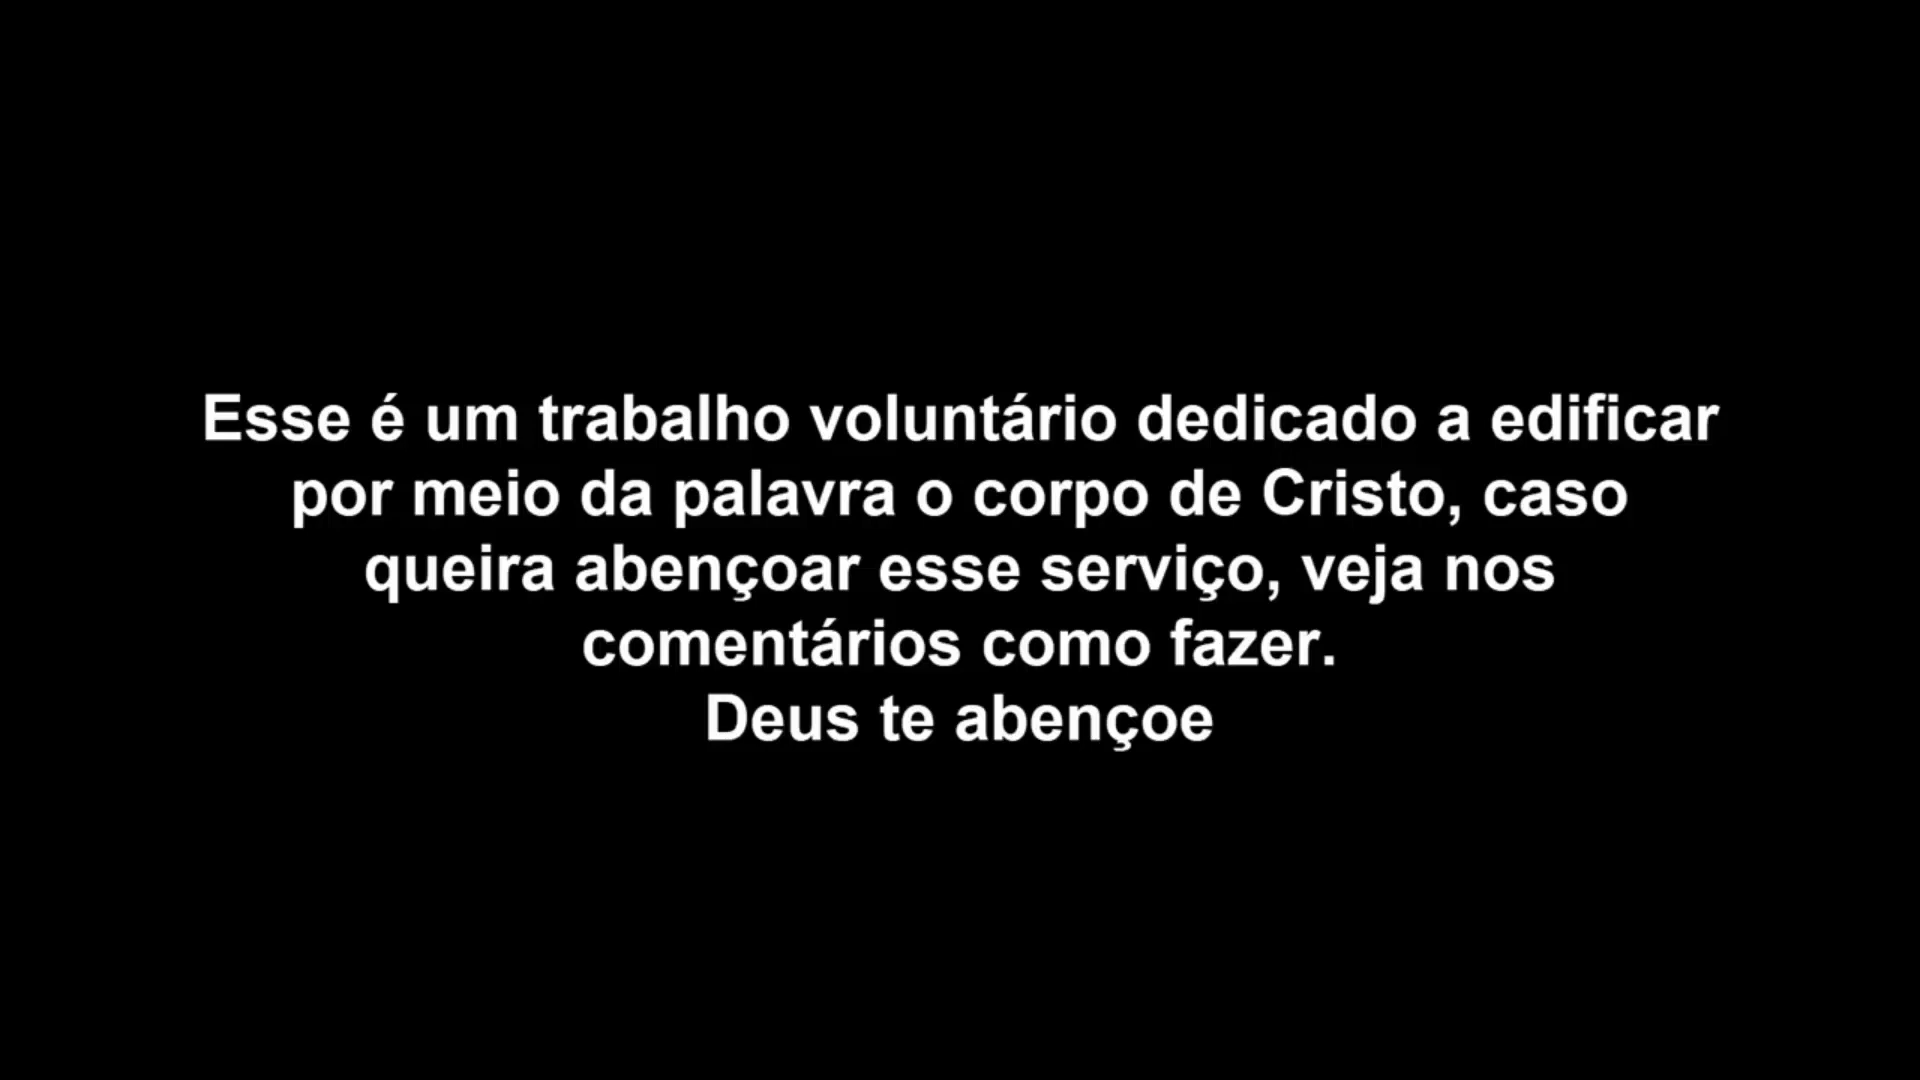 Esse é um trabalho voluntário dedicado a edificar
por meio da palavra o corpo de Cristo, caso
queira abençoar esse serviço, veja nos
comentários como fazer.
Deus te abençoe